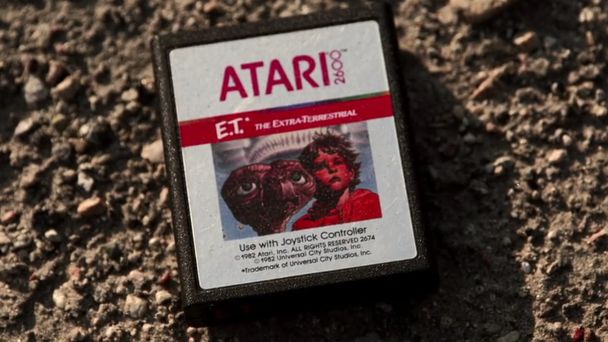 ATARI 2600™
E.T.* THE EXTRA-TERRESTRIAL
Use with Joystick Controller
©1982 Atari, Inc. ALL RIGHTS RESERVED 2674
©1982 Universal City Studios, Inc.
*Trademark of Universal City Studios, Inc.